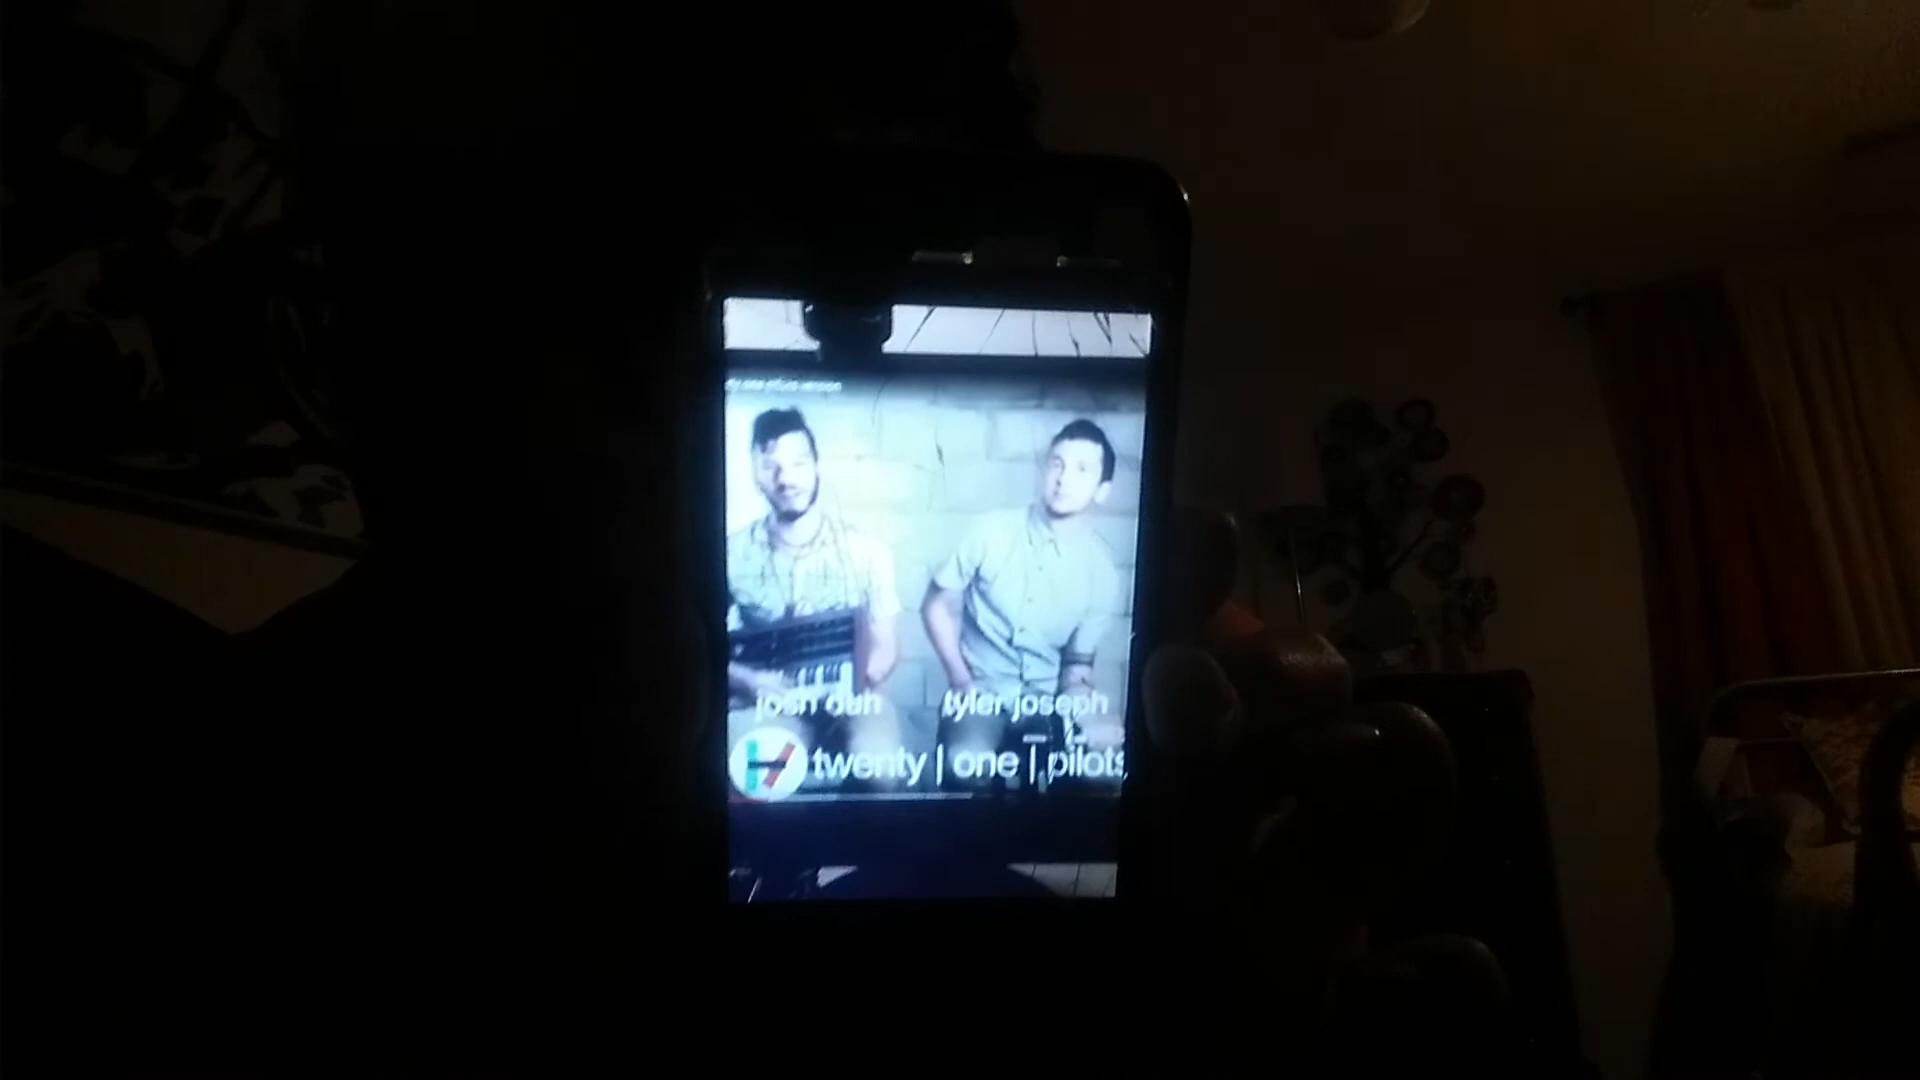 josh dun
tyler joseph
twenty | one | pilots